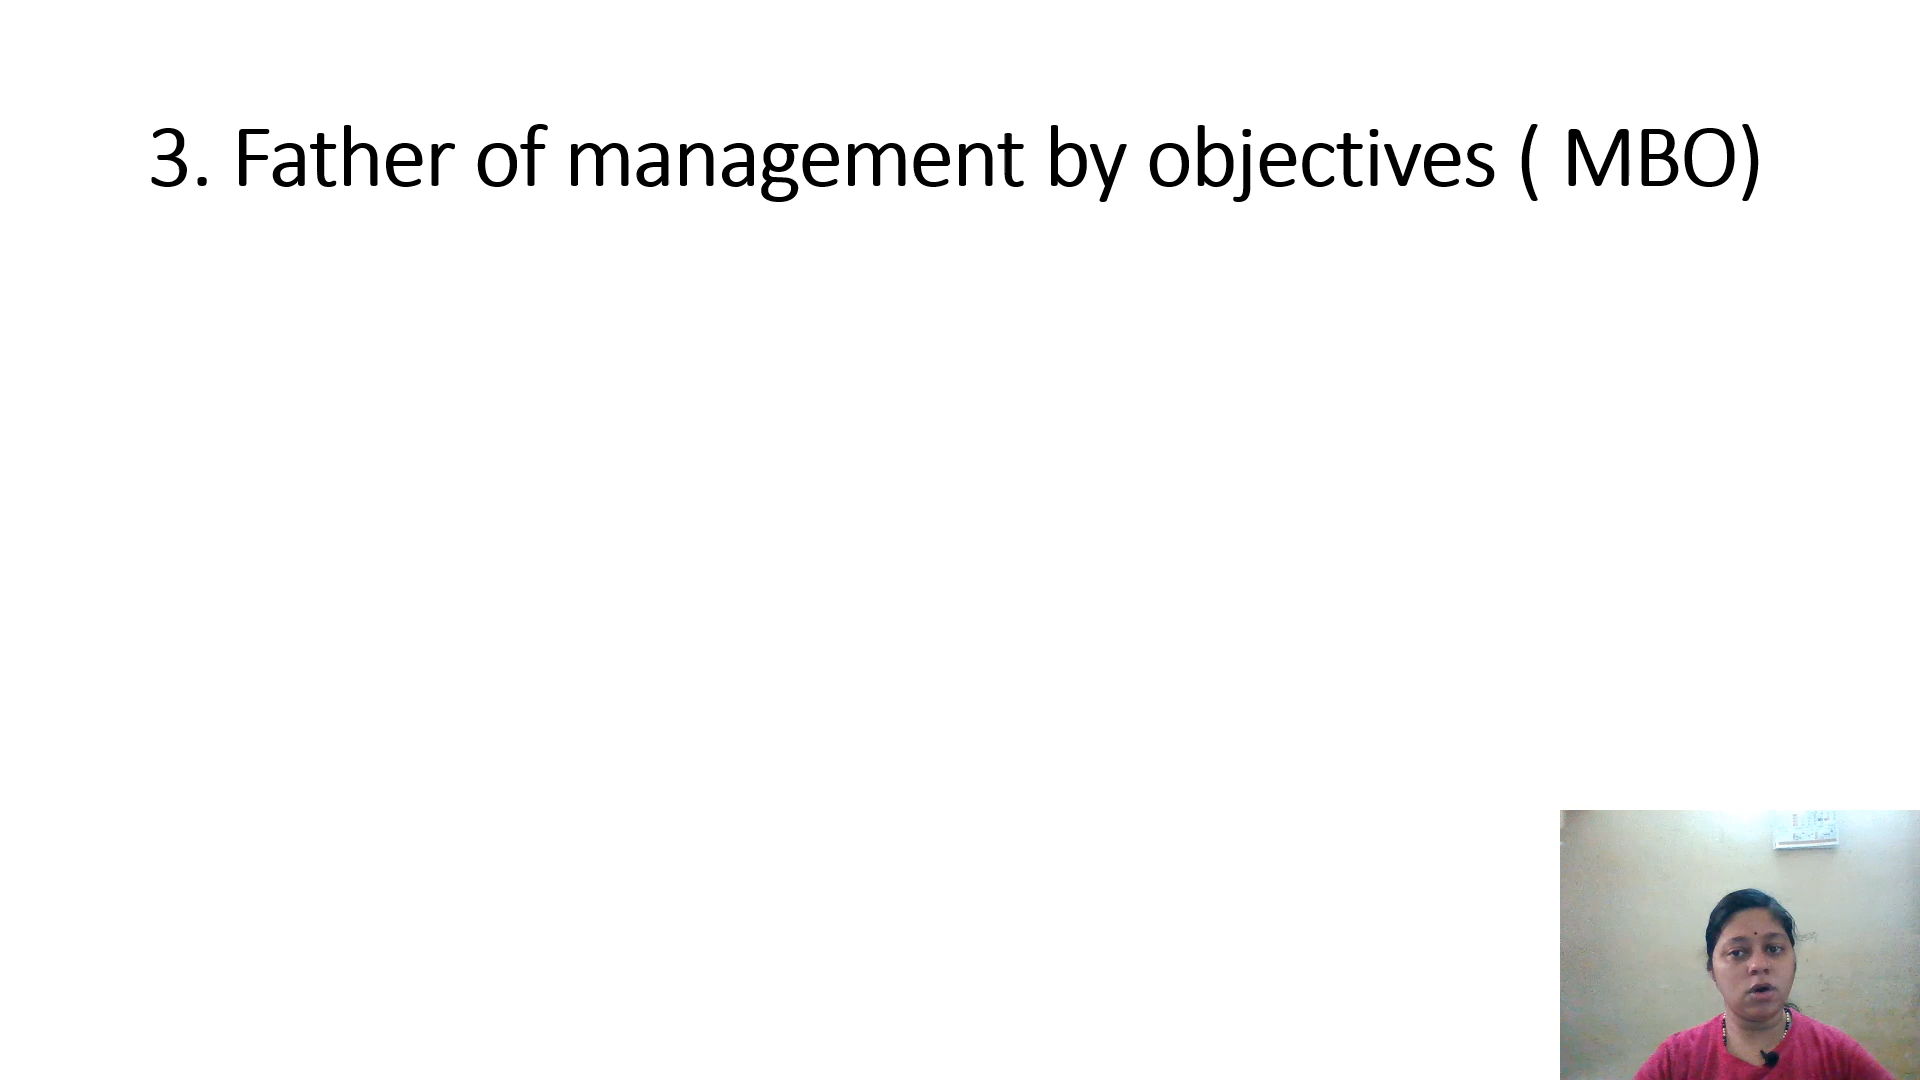 3. Father of management by objectives ( MBO)